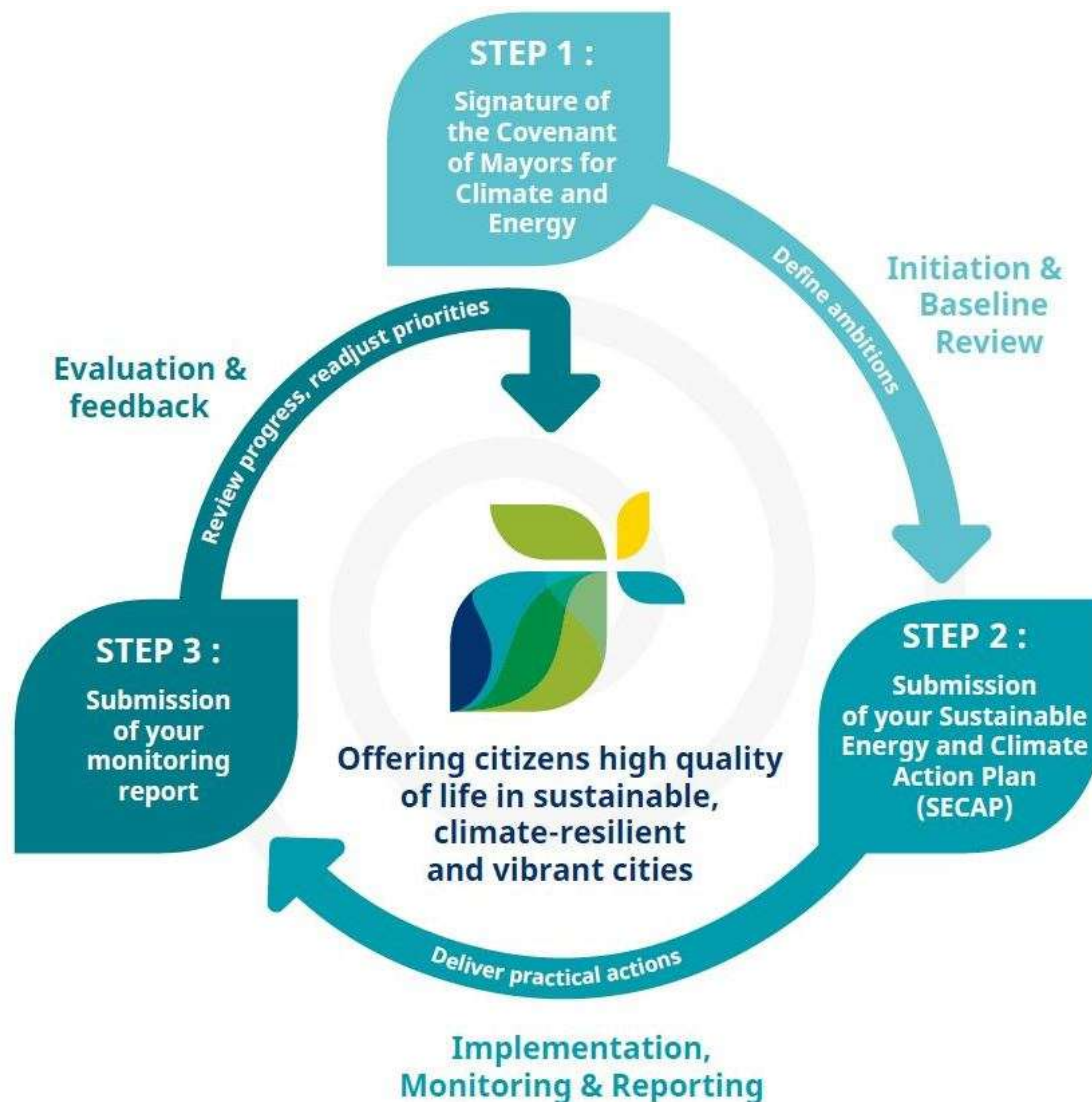 STEP 1 :
Signature of
the Covenant
of Mayors for
Climate and
Energy
Define ambitions
Initiation &
Baseline
Review
STEP 2 :
Submission
of your Sustainable
Energy and Climate
Action Plan
(SECAP)
Deliver practical actions
Implementation,
Monitoring & Reporting
STEP 3 :
Submission
of your
monitoring
report
Review progress, readjust priorities
Evaluation &
feedback
Offering citizens high quality
of life in sustainable,
climate-resilient
and vibrant cities